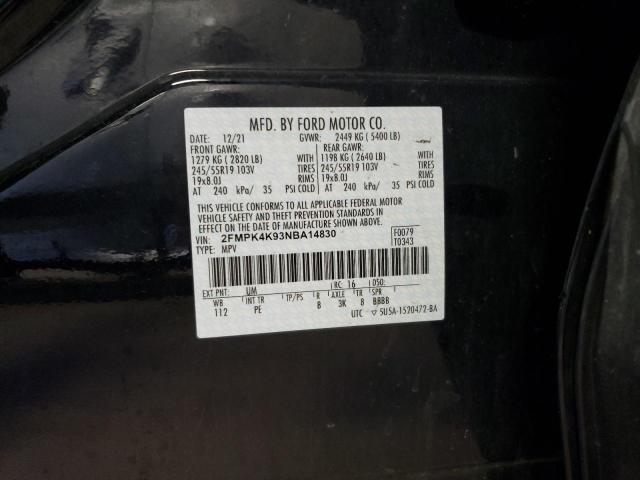 MFD. BY FORD MOTOR CO.
DATE: 12/21 GVWR: 2449 KG ( 5400 LB)
FRONT GAWR: REAR GAWR:
1279 KG ( 2820 LB) WITH 1198 KG ( 2640 LB) WITH
245/55R19 103V TIRES 245/55R19 103V TIRES
19x8.0J RIMS 19x8.0J RIMS
AT 240 kPa/ 35 PSI COLD AT 240 kPa/ 35 PSI COLD
THIS VEHICLE CONFORMS TO ALL APPLICABLE FEDERAL MOTOR
VEHICLE SAFETY AND THEFT PREVENTION STANDARDS IN
EFFECT ON THE DATE OF MANUFACTURE SHOWN ABOVE.
VIN: 2FMPK4K93NBA14830 F0079
TYPE: MPV T0343
EXT PNT: UM RC: 16 DSO:
WB INT TR TP/PS R AXLE TR SPR
112 PE B 3K 8 BBBB
UTC 5U5A-1520472-BA